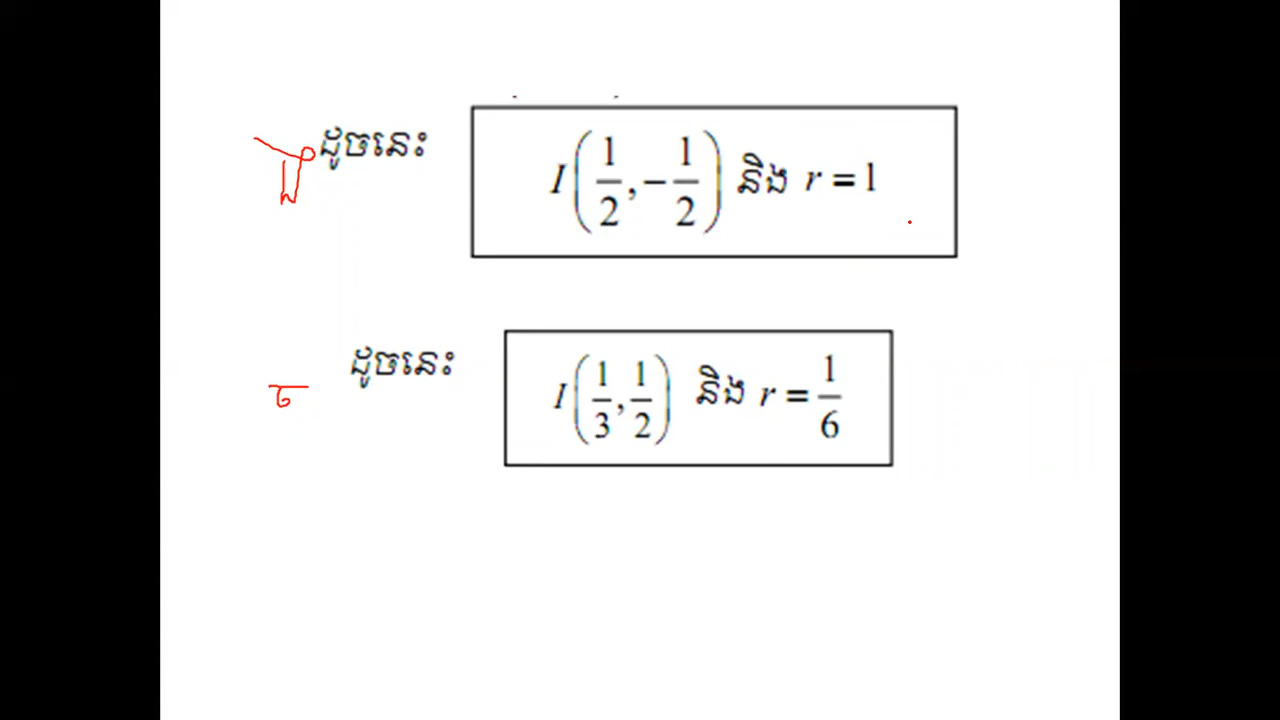 ដូចនេះ I(1/2, -1/2) និង r = 1
ដូចនេះ I(1/3, 1/2) និង r = 1/6